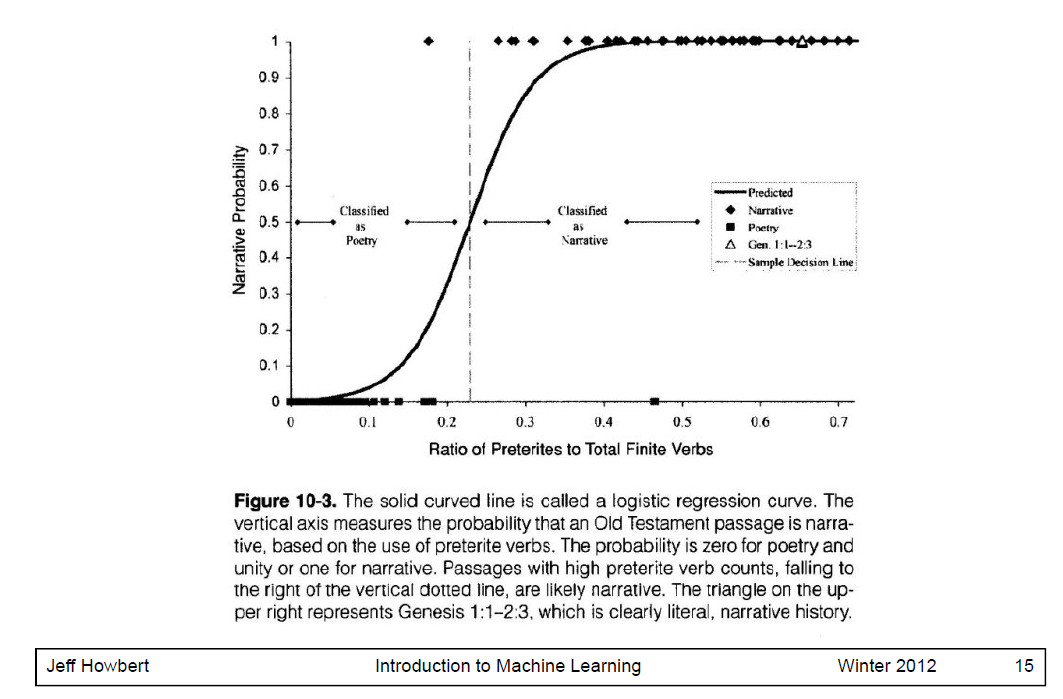 1
0.9
0.8
0.7
0.6
0.5
0.4
0.3
0.2
0.1
0
Narrative Probability
Classified
as
Poetry
Classified
as
Narrative
Predicted
Narrative
Poetry
Gen. 1:1–2:3
Sample Decision Line
0 0.1 0.2 0.3 0.4 0.5 0.6 0.7
Ratio of Preterites to Total Finite Verbs
Figure 10-3. The solid curved line is called a logistic regression curve. The
vertical axis measures the probability that an Old Testament passage is narra-
tive, based on the use of preterite verbs. The probability is zero for poetry and
unity or one for narrative. Passages with high preterite verb counts, falling to
the right of the vertical dotted line, are likely narrative. The triangle on the up-
per right represents Genesis 1:1–2:3, which is clearly literal, narrative history.
Jeff Howbert Introduction to Machine Learning Winter 2012 15